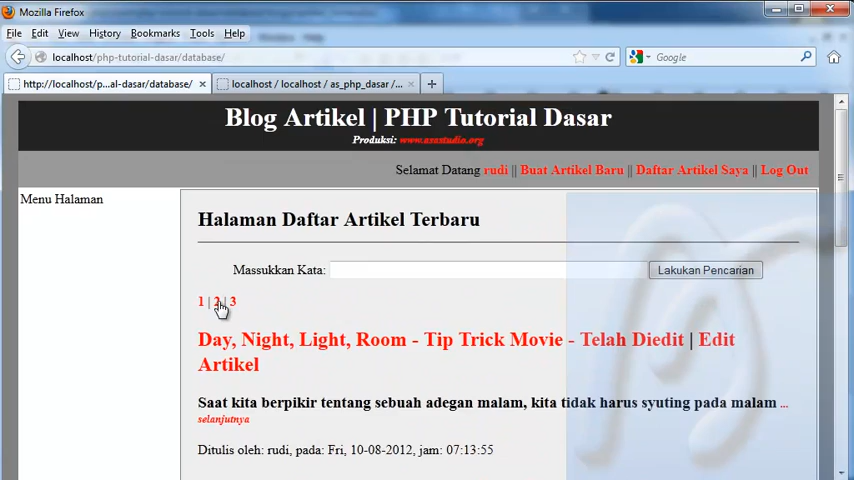 Mozilla Firefox
File Edit View History Bookmarks Tools Help
localhost/php-tutorial-dasar/database/
Google
http://localhost/p...al-dasar/database/
localhost / localhost / as_php_dasar /...
Blog Artikel | PHP Tutorial Dasar
Produksi: www.asastudio.org
Selamat Datang rudi || Buat Artikel Baru || Daftar Artikel Saya || Log Out
Menu Halaman
Halaman Daftar Artikel Terbaru
Massukkan Kata:
Lakukan Pencarian
1 | 2 | 3
Day, Night, Light, Room - Tip Trick Movie - Telah Diedit | Edit
Artikel
Saat kita berpikir tentang sebuah adegan malam, kita tidak harus syuting pada malam ...
selanjutnya
Ditulis oleh: rudi, pada: Fri, 10-08-2012, jam: 07:13:55